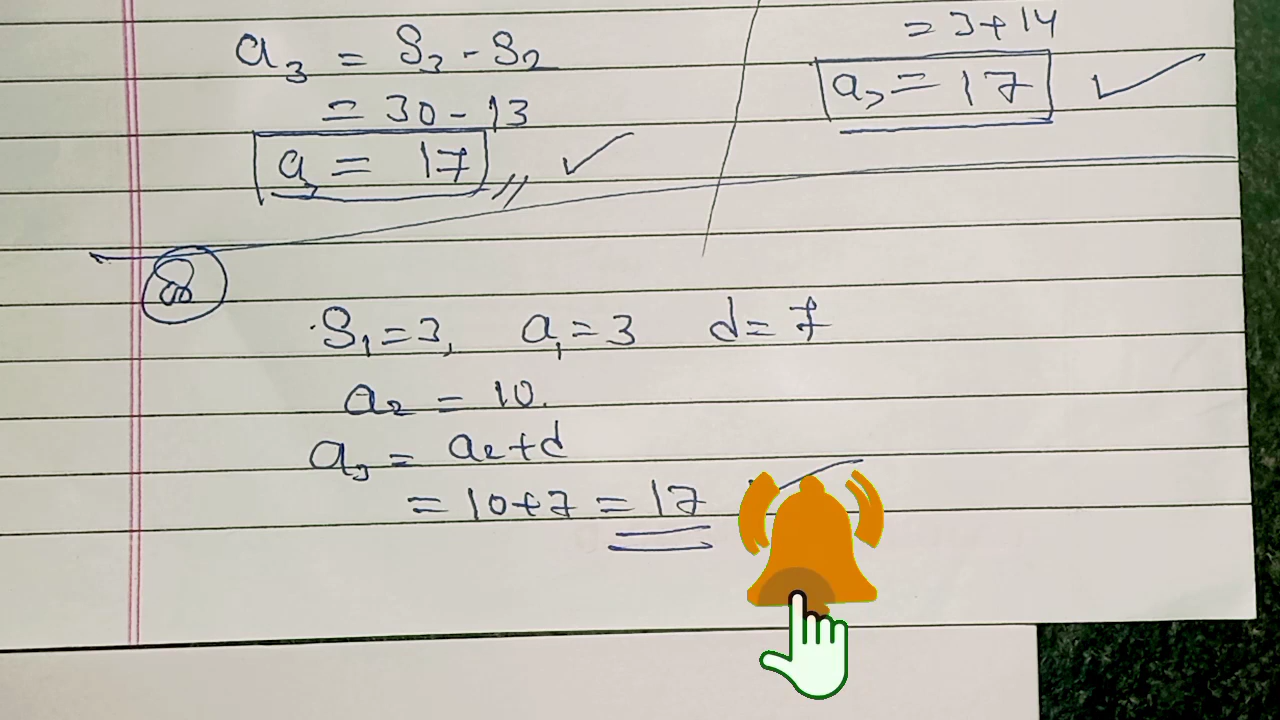 a₃ = S₃ - S₂
= 30 - 13
a₃ = 17
= 3+14
a₃ = 17
S₁ = 3, a₁ = 3 d = 7
a₂ = 10.
a₃ = a₂+d
= 10+7 = 17